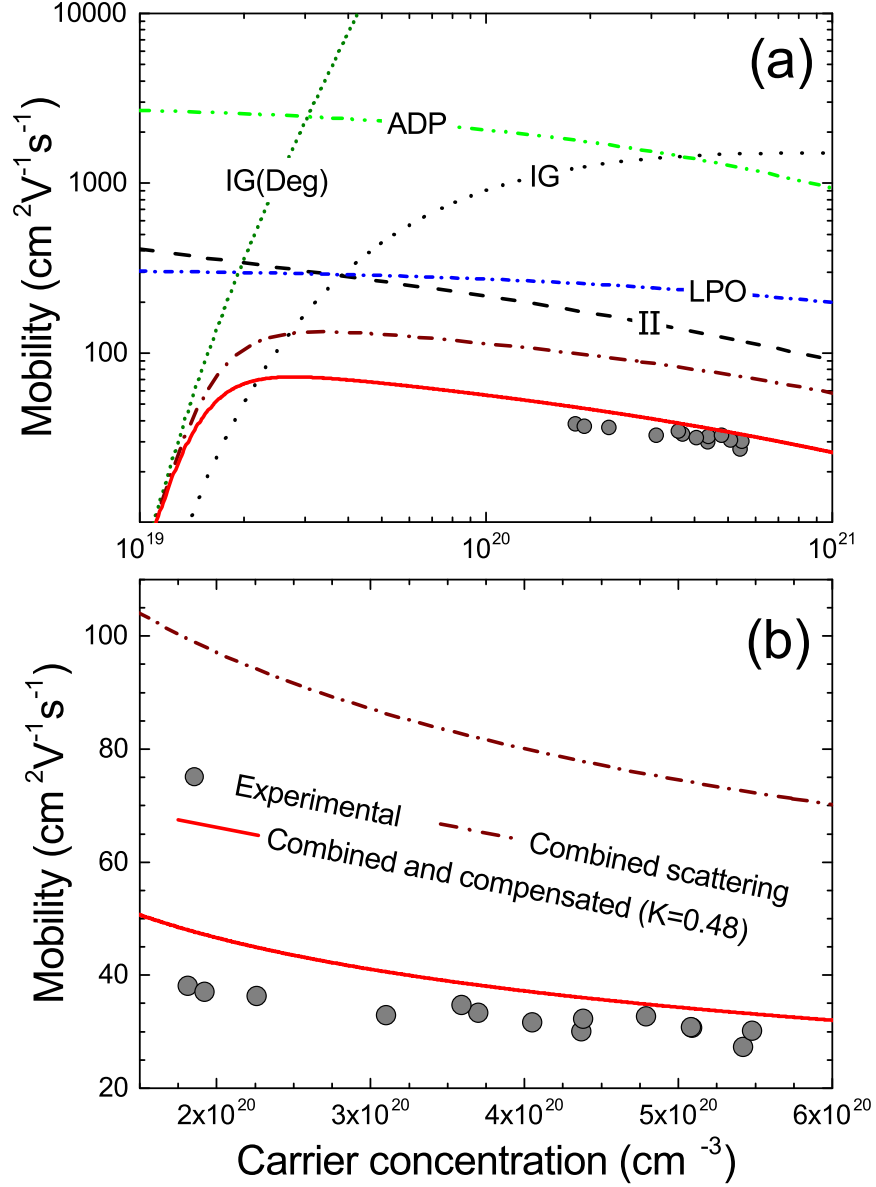 (a)
10000
1000
100
Mobility (cm²V⁻¹s⁻¹)
ADP
IG(Deg)
IG
LPO
II
10¹⁹
10²⁰
10²¹
(b)
100
80
60
40
20
Mobility (cm²V⁻¹s⁻¹)
Experimental
Combined scattering
Combined and compensated (K=0.48)
2x10²⁰
3x10²⁰
4x10²⁰
5x10²⁰
6x10²⁰
Carrier concentration (cm ⁻³)